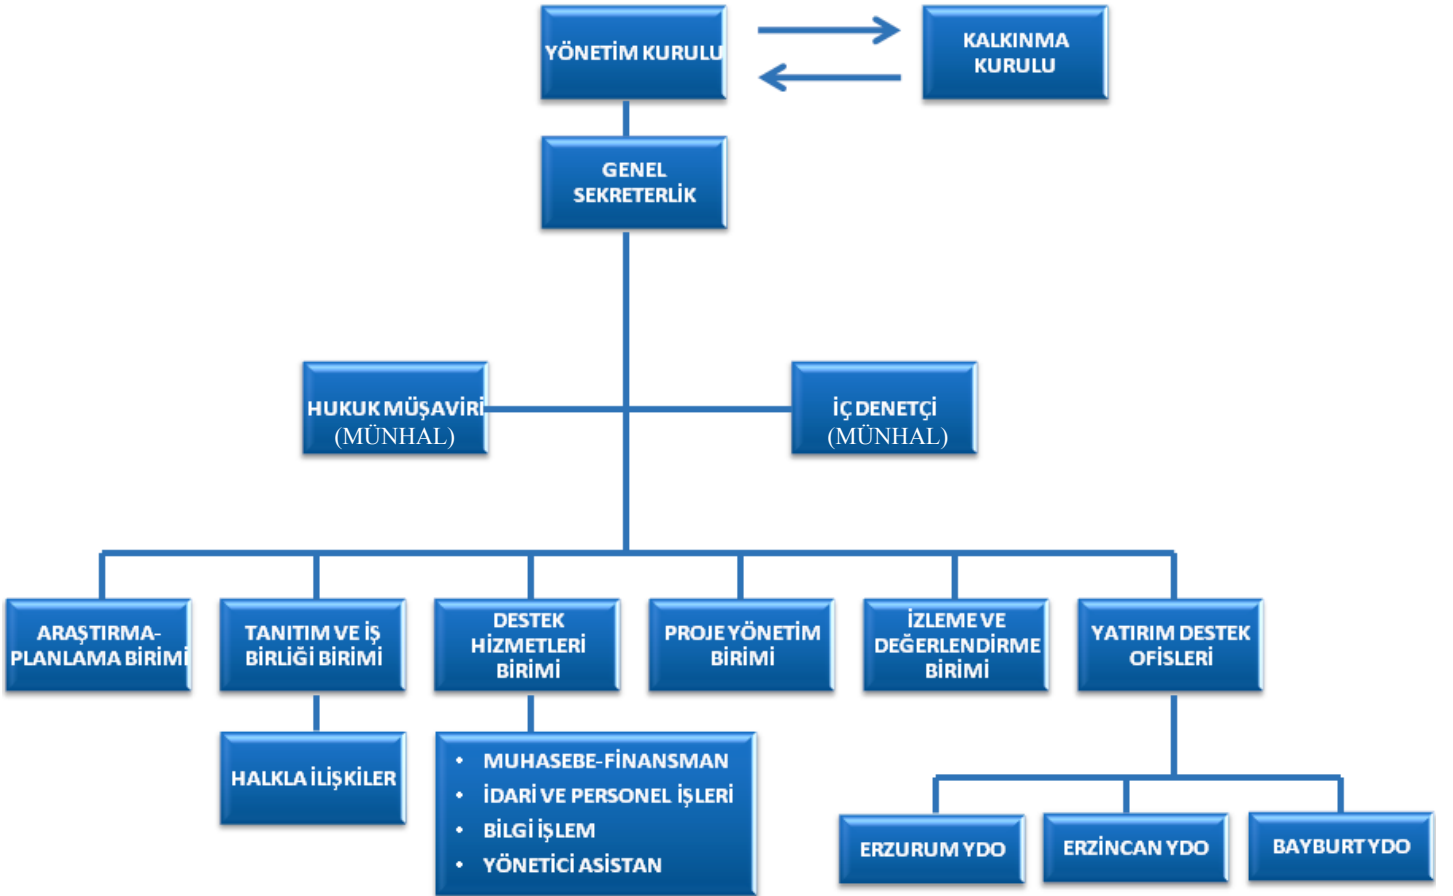 YÖNETİM KURULU
KALKINMA
KURULU
GENEL
SEKRETERLİK
HUKUK MÜŞAVİRİ
(MÜNHAL)
İÇ DENETÇİ
(MÜNHAL)
ARAŞTIRMA-
PLANLAMA BİRİMİ
TANITIM VE İŞ
BİRLİĞİ BİRİMİ
DESTEK
HİZMETLERİ
BİRİMİ
PROJE YÖNETİM
BİRİMİ
İZLEME VE
DEĞERLENDİRME
BİRİMİ
YATIRIM DESTEK
OFİSLERİ
HALKLA İLİŞKİLER
• MUHASEBE-FİNANSMAN
• İDARİ VE PERSONEL İŞLERİ
• BİLGİ İŞLEM
• YÖNETİCİ ASİSTAN
ERZURUM YDO
ERZİNCAN YDO
BAYBURT YDO